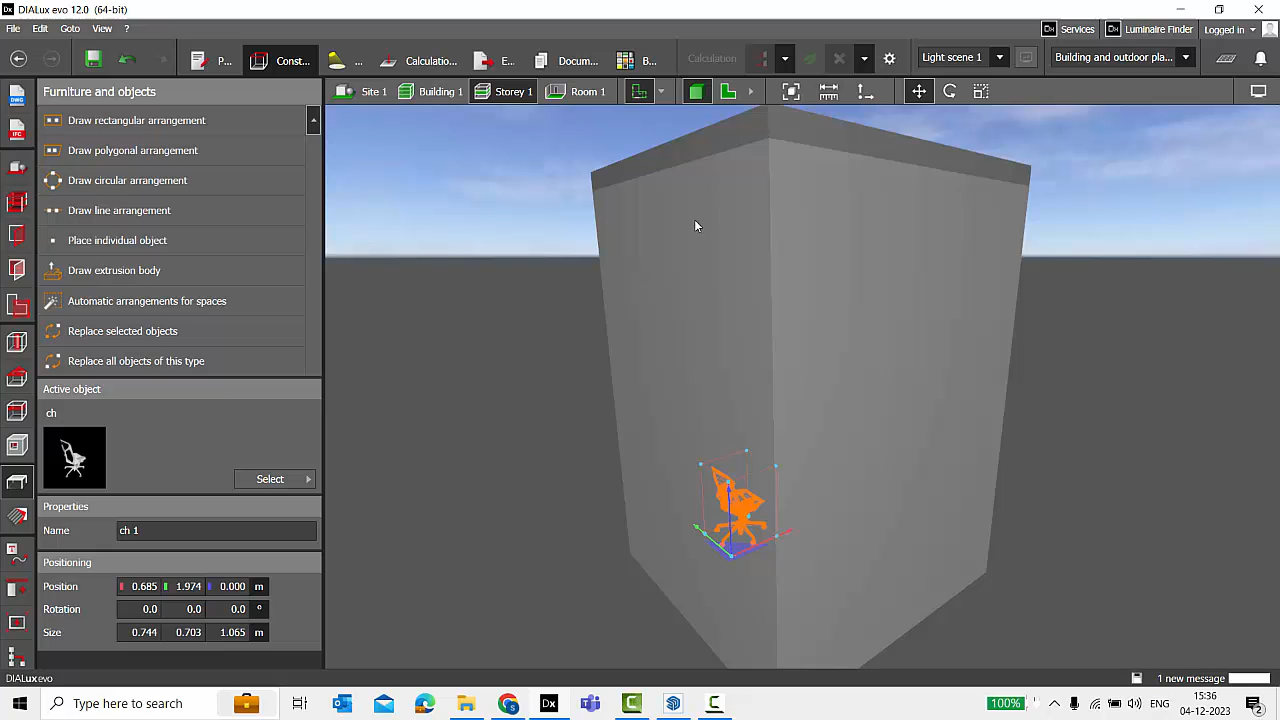 DIALux evo 12.0 (64-bit)
File Edit Goto View ?
Dx Services Dx Luminaire Finder Logged in
P... Const... ... Calculatio... E... Docum... B... Calculation Light scene 1 Building and outdoor pla...
Furniture and objects
Site 1 Building 1 Storey 1 Room 1
DWG
IFC
Draw rectangular arrangement
Draw polygonal arrangement
Draw circular arrangement
Draw line arrangement
Place individual object
Draw extrusion body
Automatic arrangements for spaces
Replace selected objects
Replace all objects of this type
Active object
ch
Select
Properties
Name ch 1
Positioning
Position 0.685 1.974 0.000 m
Rotation 0.0 0.0 0.0 °
Size 0.744 0.703 1.065 m
DIALux evo
1 new message
Type here to search
Dx
100%
ENG
15:36
04-12-2023
2